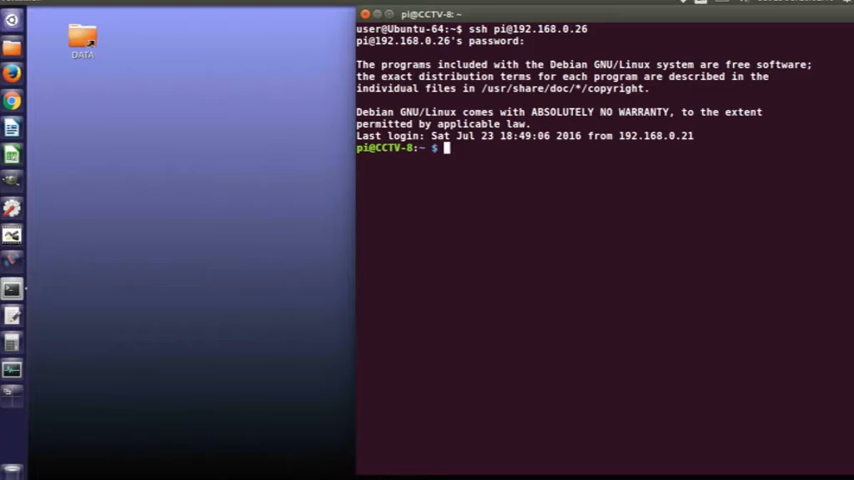 pi@CCTV-8: ~
DATA
user@Ubuntu-64:~$ ssh pi@192.168.0.26
pi@192.168.0.26's password:
The programs included with the Debian GNU/Linux system are free software;
the exact distribution terms for each program are described in the
individual files in /usr/share/doc/*/copyright.
Debian GNU/Linux comes with ABSOLUTELY NO WARRANTY, to the extent
permitted by applicable law.
Last login: Sat Jul 23 18:49:06 2016 from 192.168.0.21
pi@CCTV-8:~ $